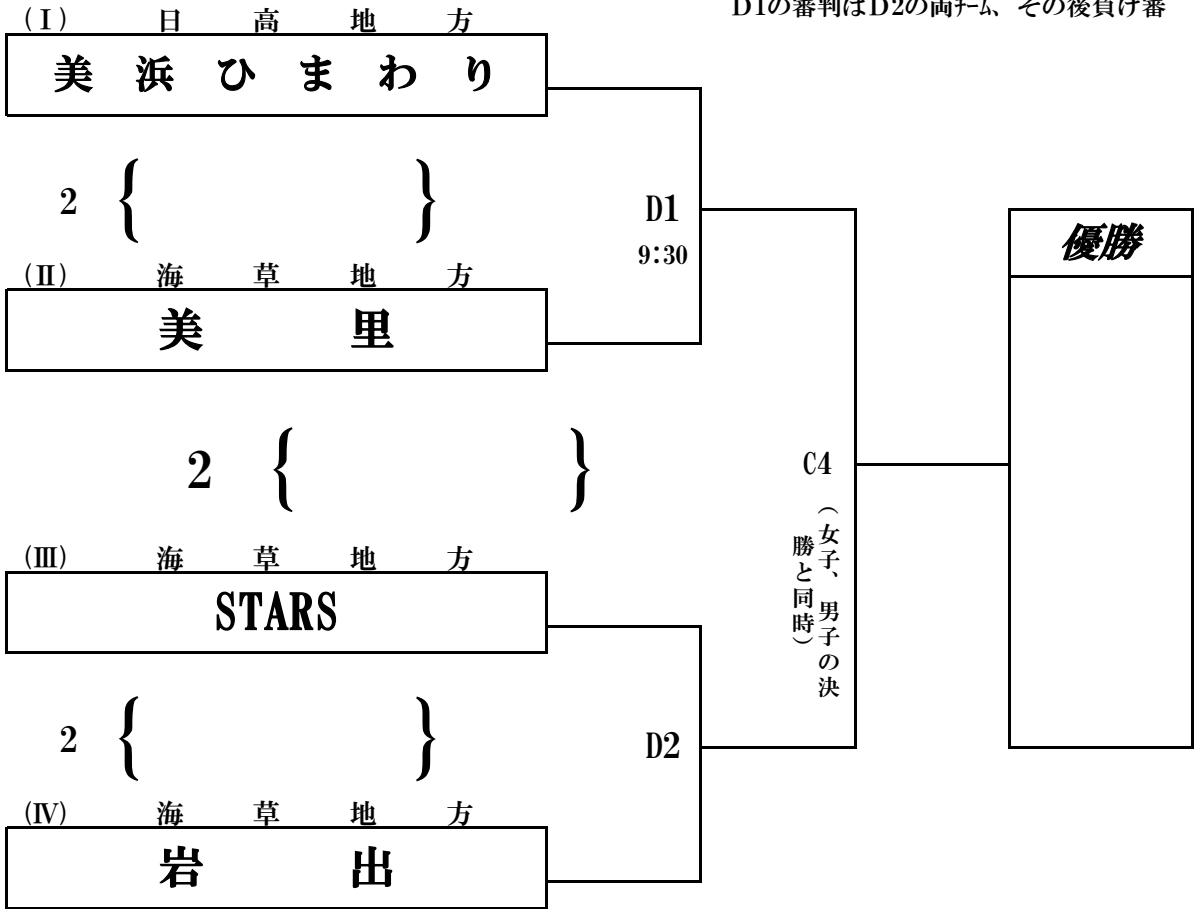 D1の審判はD2の両ﾁｰﾑ、その後負け審
(Ⅰ) 日高地方
美浜ひまわり
2 { }
D1
9:30
(Ⅱ) 海草地方
美里
優勝
2 { }
C4
(女子、男子の決
勝と同時)
(Ⅲ) 海草地方
STARS
2 { }
D2
(Ⅳ) 海草地方
岩出